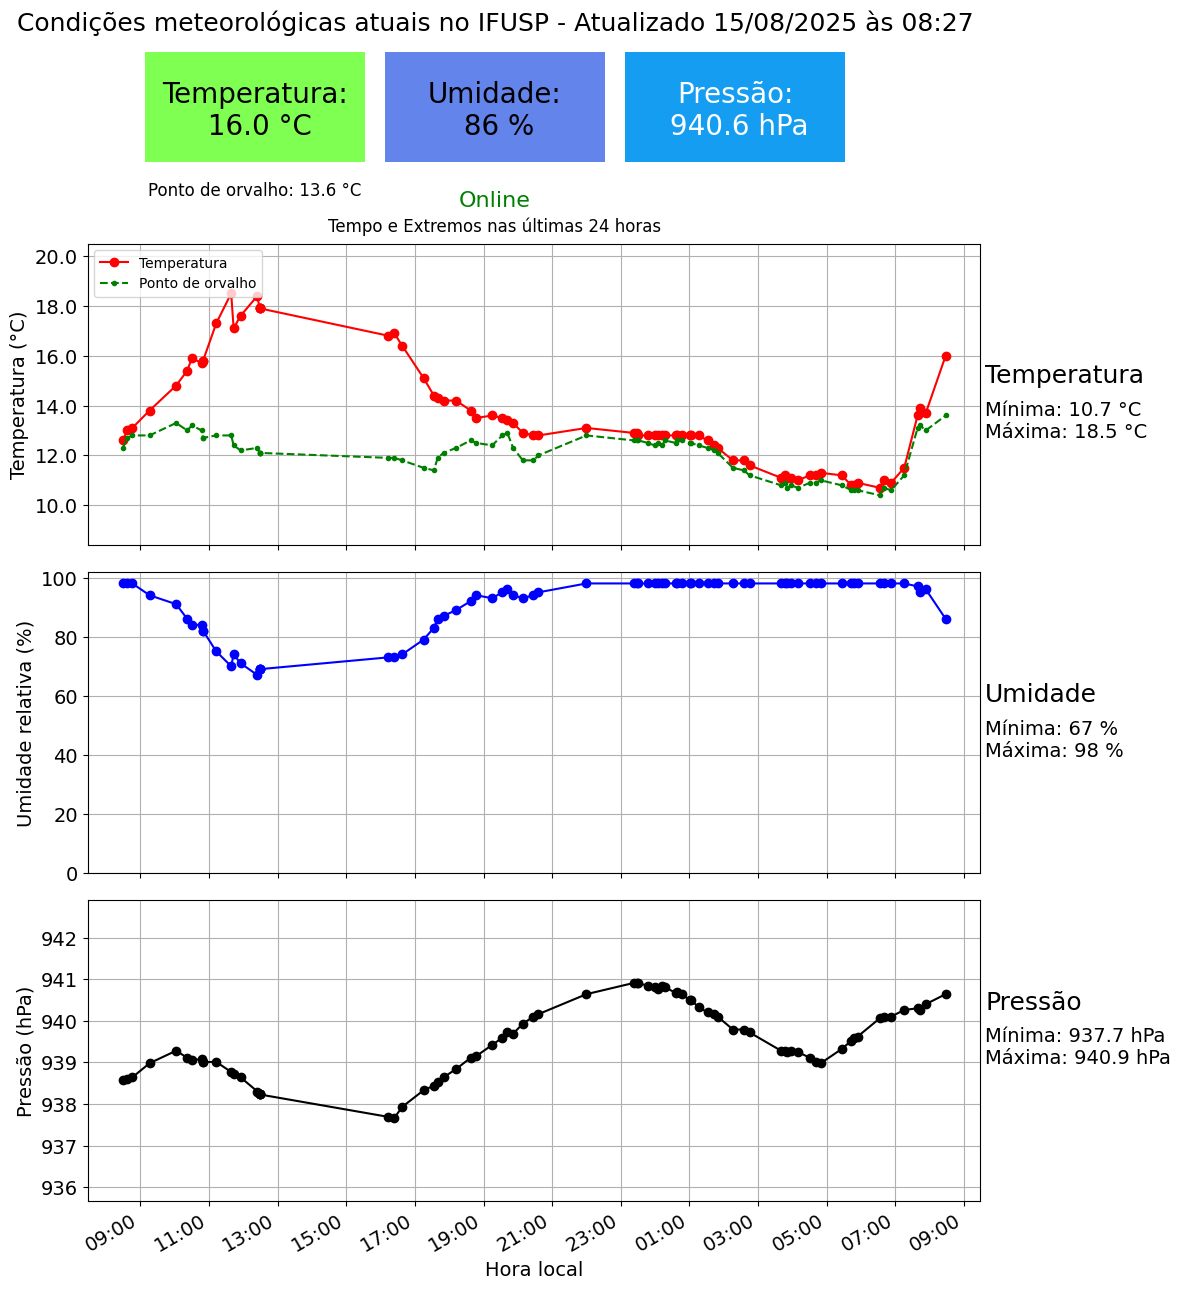 Condições meteorológicas atuais no IFUSP - Atualizado 15/08/2025 às 08:27
Temperatura:
16.0 °C
Umidade:
86 %
Pressão:
940.6 hPa
Ponto de orvalho: 13.6 °C
Online
Tempo e Extremos nas últimas 24 horas
Temperatura (°C)
20.0
18.0
16.0
14.0
12.0
10.0
Temperatura
Ponto de orvalho
Temperatura
Mínima: 10.7 °C
Máxima: 18.5 °C
Umidade relativa (%)
100
80
60
40
20
0
Umidade
Mínima: 67 %
Máxima: 98 %
Pressão (hPa)
942
941
940
939
938
937
936
Pressão
Mínima: 937.7 hPa
Máxima: 940.9 hPa
09:00
11:00
13:00
15:00
17:00
19:00
21:00
23:00
01:00
03:00
05:00
07:00
09:00
Hora local